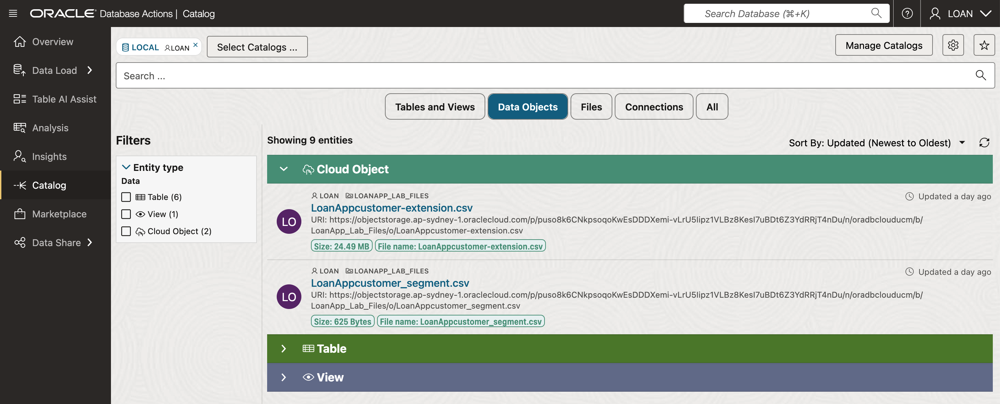 ORACLE Database Actions | Catalog
Search Database (⌘+K)
LOAN
Overview
Data Load
Table AI Assist
Analysis
Insights
Catalog
Marketplace
Data Share
LOCAL LOAN ×
Select Catalogs ...
Manage Catalogs
Search ...
Tables and Views
Data Objects
Files
Connections
All
Filters
Entity type
Data
Table (6)
View (1)
Cloud Object (2)
Showing 9 entities
Sort By: Updated (Newest to Oldest)
Cloud Object
LOAN LOANAPP_LAB_FILES
Updated a day ago
LoanAppcustomer-extension.csv
LO
URI: https://objectstorage.ap-sydney-1.oraclecloud.com/p/puso8k6CNkpsoqoKwEsDDDXemi-vLrU5lipz1VLBz8KesI7uBDt6Z3YdRRjT4nDu/n/oradbclouducm/b/
LoanApp_Lab_Files/o/LoanAppcustomer-extension.csv
Size: 24.49 MB File name: LoanAppcustomer-extension.csv
LOAN LOANAPP_LAB_FILES
Updated a day ago
LoanAppcustomer_segment.csv
LO
URI: https://objectstorage.ap-sydney-1.oraclecloud.com/p/puso8k6CNkpsoqoKwEsDDDXemi-vLrU5lipz1VLBz8KesI7uBDt6Z3YdRRjT4nDu/n/oradbclouducm/b/
LoanApp_Lab_Files/o/LoanAppcustomer_segment.csv
Size: 625 Bytes File name: LoanAppcustomer_segment.csv
Table
View